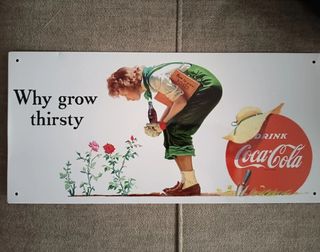 Why grow
thirsty
DRINK
Coca-Cola